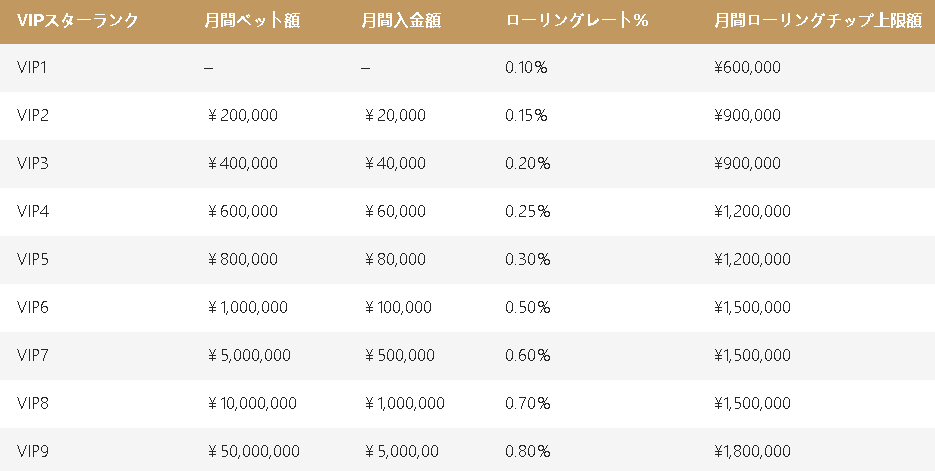 VIPスターランク 月間ベット額 月間入金額 ローリングレート% 月間ローリングチップ上限額
VIP1 – – 0.10% ¥600,000
VIP2 ¥200,000 ¥20,000 0.15% ¥900,000
VIP3 ¥400,000 ¥40,000 0.20% ¥900,000
VIP4 ¥600,000 ¥60,000 0.25% ¥1,200,000
VIP5 ¥800,000 ¥80,000 0.30% ¥1,200,000
VIP6 ¥1,000,000 ¥100,000 0.50% ¥1,500,000
VIP7 ¥5,000,000 ¥500,000 0.60% ¥1,500,000
VIP8 ¥10,000,000 ¥1,000,000 0.70% ¥1,500,000
VIP9 ¥50,000,000 ¥5,000,00 0.80% ¥1,800,000